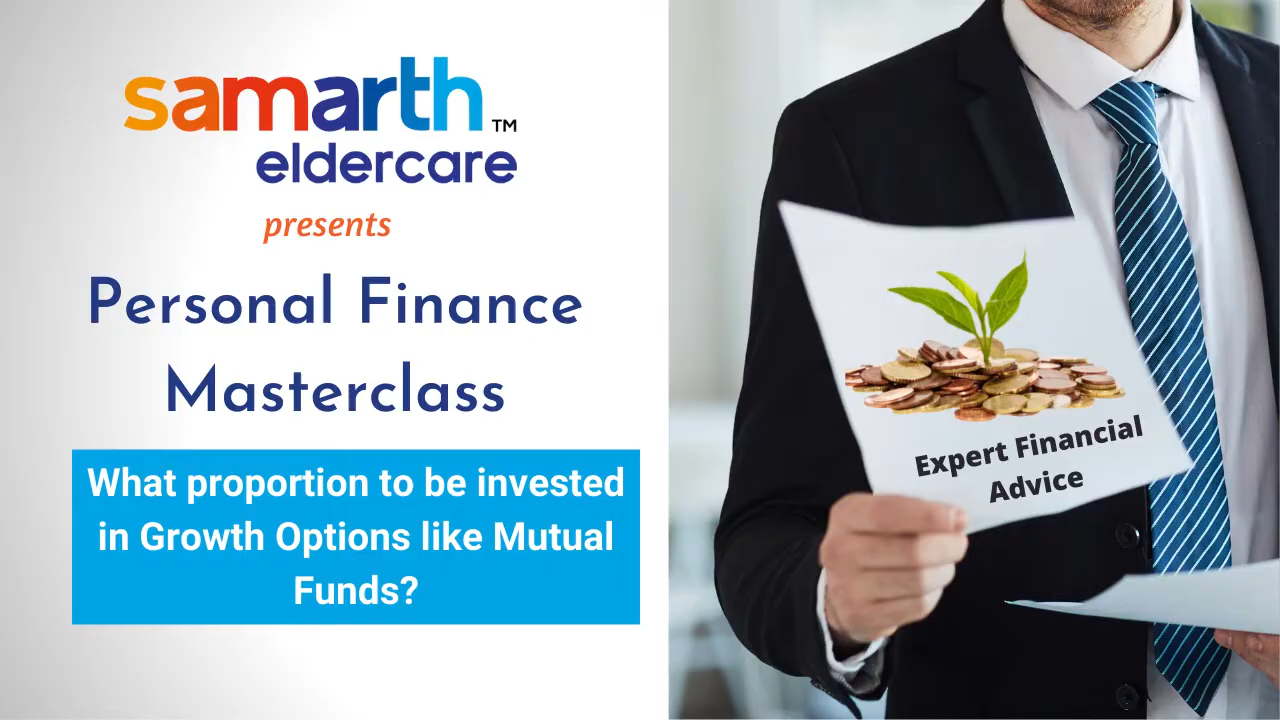 samarth™
eldercare
presents
Personal Finance
Masterclass
What proportion to be invested
in Growth Options like Mutual
Funds?
Expert Financial
Advice